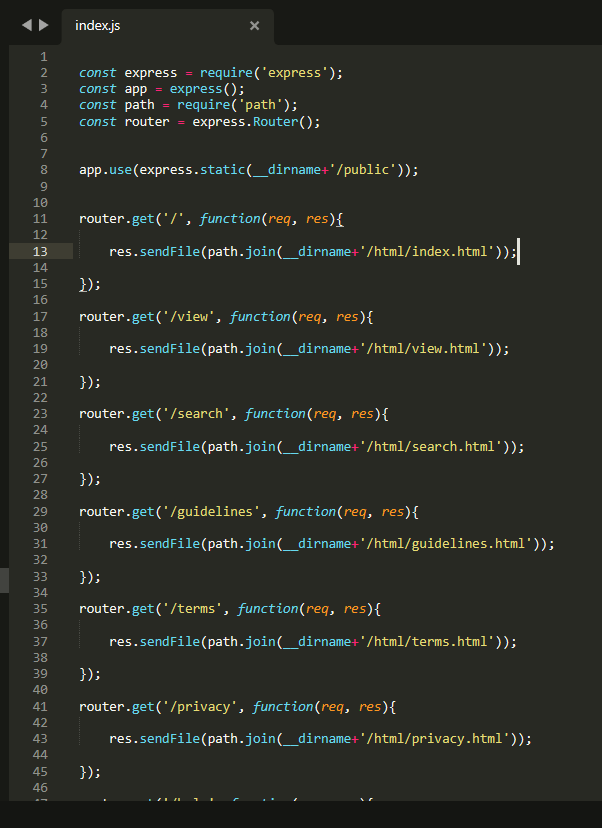 index.js
1
2 const express = require('express');
3 const app = express();
4 const path = require('path');
5 const router = express.Router();
6
7
8 app.use(express.static(__dirname+'/public'));
9
10
11 router.get('/', function(req, res){
12
13 res.sendFile(path.join(__dirname+'/html/index.html'));
14
15 });
16
17 router.get('/view', function(req, res){
18
19 res.sendFile(path.join(__dirname+'/html/view.html'));
20
21 });
22
23 router.get('/search', function(req, res){
24
25 res.sendFile(path.join(__dirname+'/html/search.html'));
26
27 });
28
29 router.get('/guidelines', function(req, res){
30
31 res.sendFile(path.join(__dirname+'/html/guidelines.html'));
32
33 });
34
35 router.get('/terms', function(req, res){
36
37 res.sendFile(path.join(__dirname+'/html/terms.html'));
38
39 });
40
41 router.get('/privacy', function(req, res){
42
43 res.sendFile(path.join(__dirname+'/html/privacy.html'));
44
45 });
46